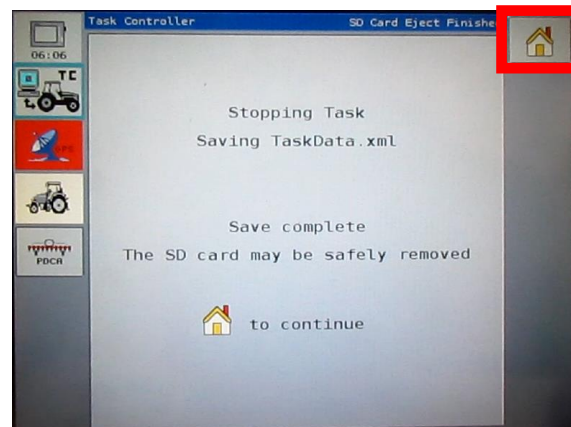 Task Controller
SD Card Eject Finishe
06:06
TC
GPS
PDCA
Stopping Task
Saving TaskData.xml
Save complete
The SD card may be safely removed
to continue